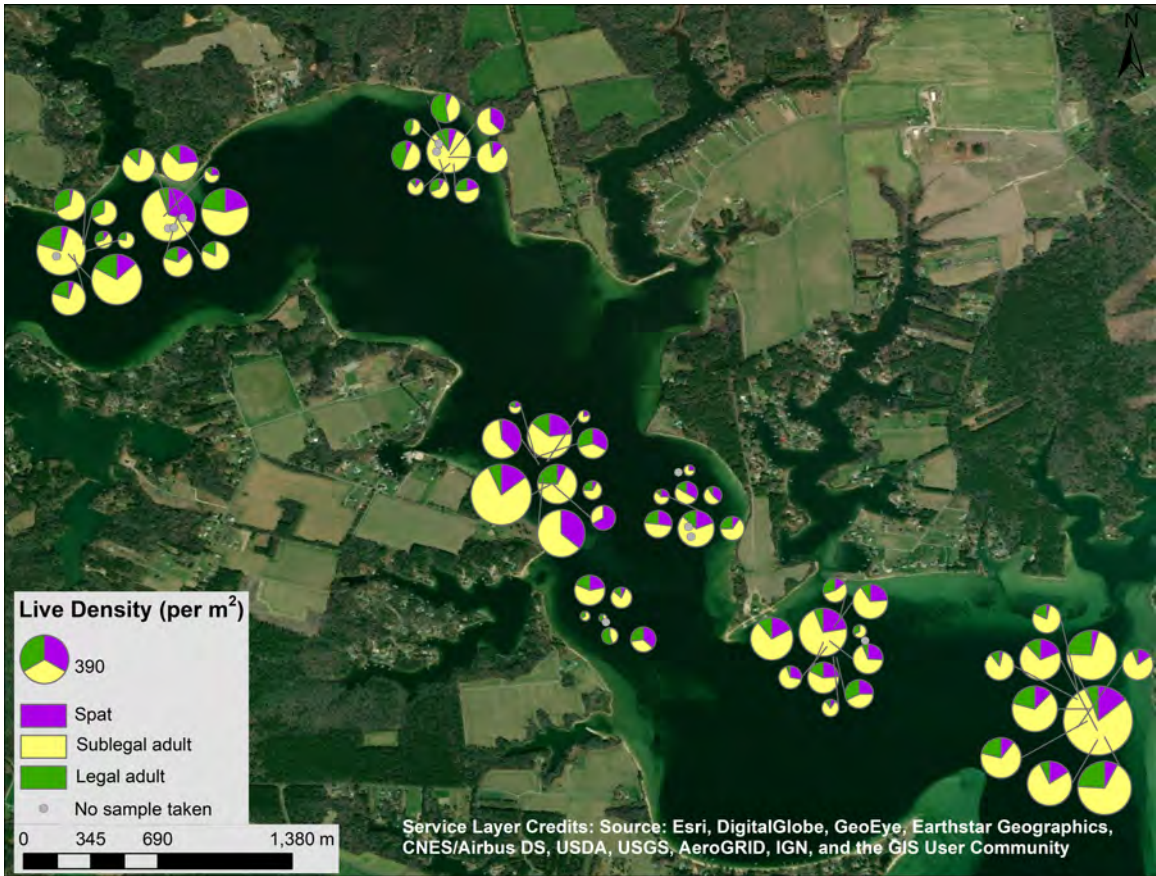 N
Live Density (per m²)
390
Spat
Sublegal adult
Legal adult
No sample taken
0 345 690 1,380 m
Service Layer Credits: Source: Esri, DigitalGlobe, GeoEye, Earthstar Geographics,
CNES/Airbus DS, USDA, USGS, AeroGRID, IGN, and the GIS User Community